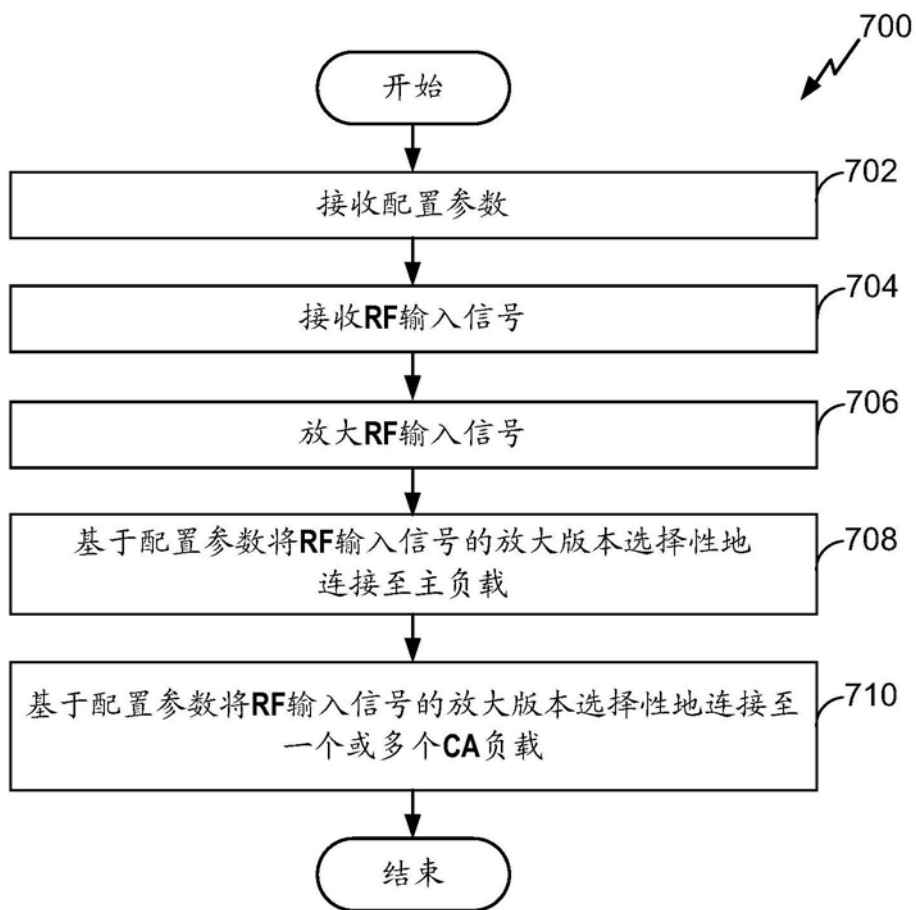 700
开始
702
接收配置参数
704
接收RF输入信号
706
放大RF输入信号
708
基于配置参数将RF输入信号的放大版本选择性地
连接至主负载
710
基于配置参数将RF输入信号的放大版本选择性地连接至
一个或多个CA负载
结束